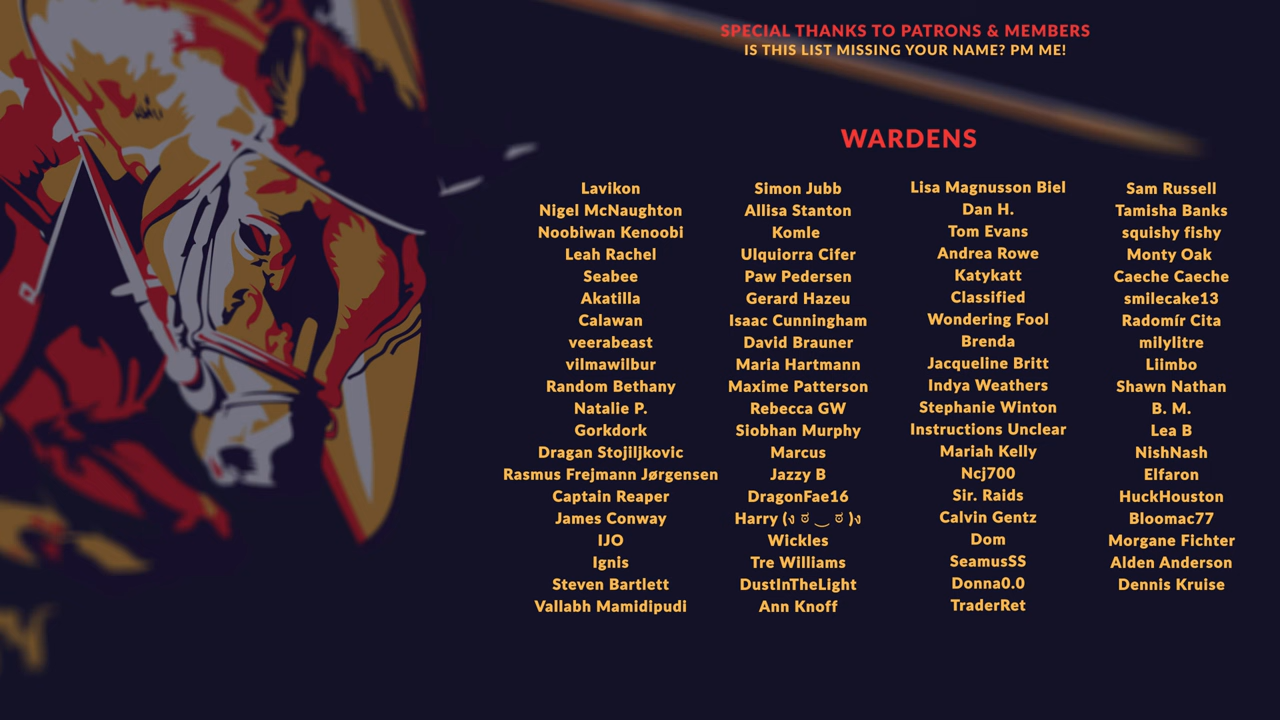 SPECIAL THANKS TO PATRONS & MEMBERS
IS THIS LIST MISSING YOUR NAME? PM ME!
WARDENS
Lavikon
Nigel McNaughton
Noobiwan Kenoobi
Leah Rachel
Seabee
Akatilla
Calawan
veerabeast
vilmawilbur
Random Bethany
Natalie P.
Gorkdork
Dragan Stojiljkovic
Rasmus Frejmann Jørgensen
Captain Reaper
James Conway
IJO
Ignis
Steven Bartlett
Vallabh Mamidipudi
Simon Jubb
Allisa Stanton
Komle
Ulquiorra Cifer
Paw Pedersen
Gerard Hazeu
Isaac Cunningham
David Brauner
Maria Hartmann
Maxime Patterson
Rebecca GW
Siobhan Murphy
Marcus
Jazzy B
DragonFae16
Harry (ง ಠ ‿ ಠ )ง
Wickles
Tre Williams
DustInTheLight
Ann Knoff
Lisa Magnusson Biel
Dan H.
Tom Evans
Andrea Rowe
Katykatt
Classified
Wondering Fool
Brenda
Jacqueline Britt
Indya Weathers
Stephanie Winton
Instructions Unclear
Mariah Kelly
Ncj700
Sir. Raids
Calvin Gentz
Dom
SeamusSS
Donna0.0
TraderRet
Sam Russell
Tamisha Banks
squishy fishy
Monty Oak
Caeche Caeche
smilecake13
Radomír Cita
milylitre
Liimbo
Shawn Nathan
B. M.
Lea B
NishNash
Elfaron
HuckHouston
Bloomac77
Morgane Fichter
Alden Anderson
Dennis Kruise